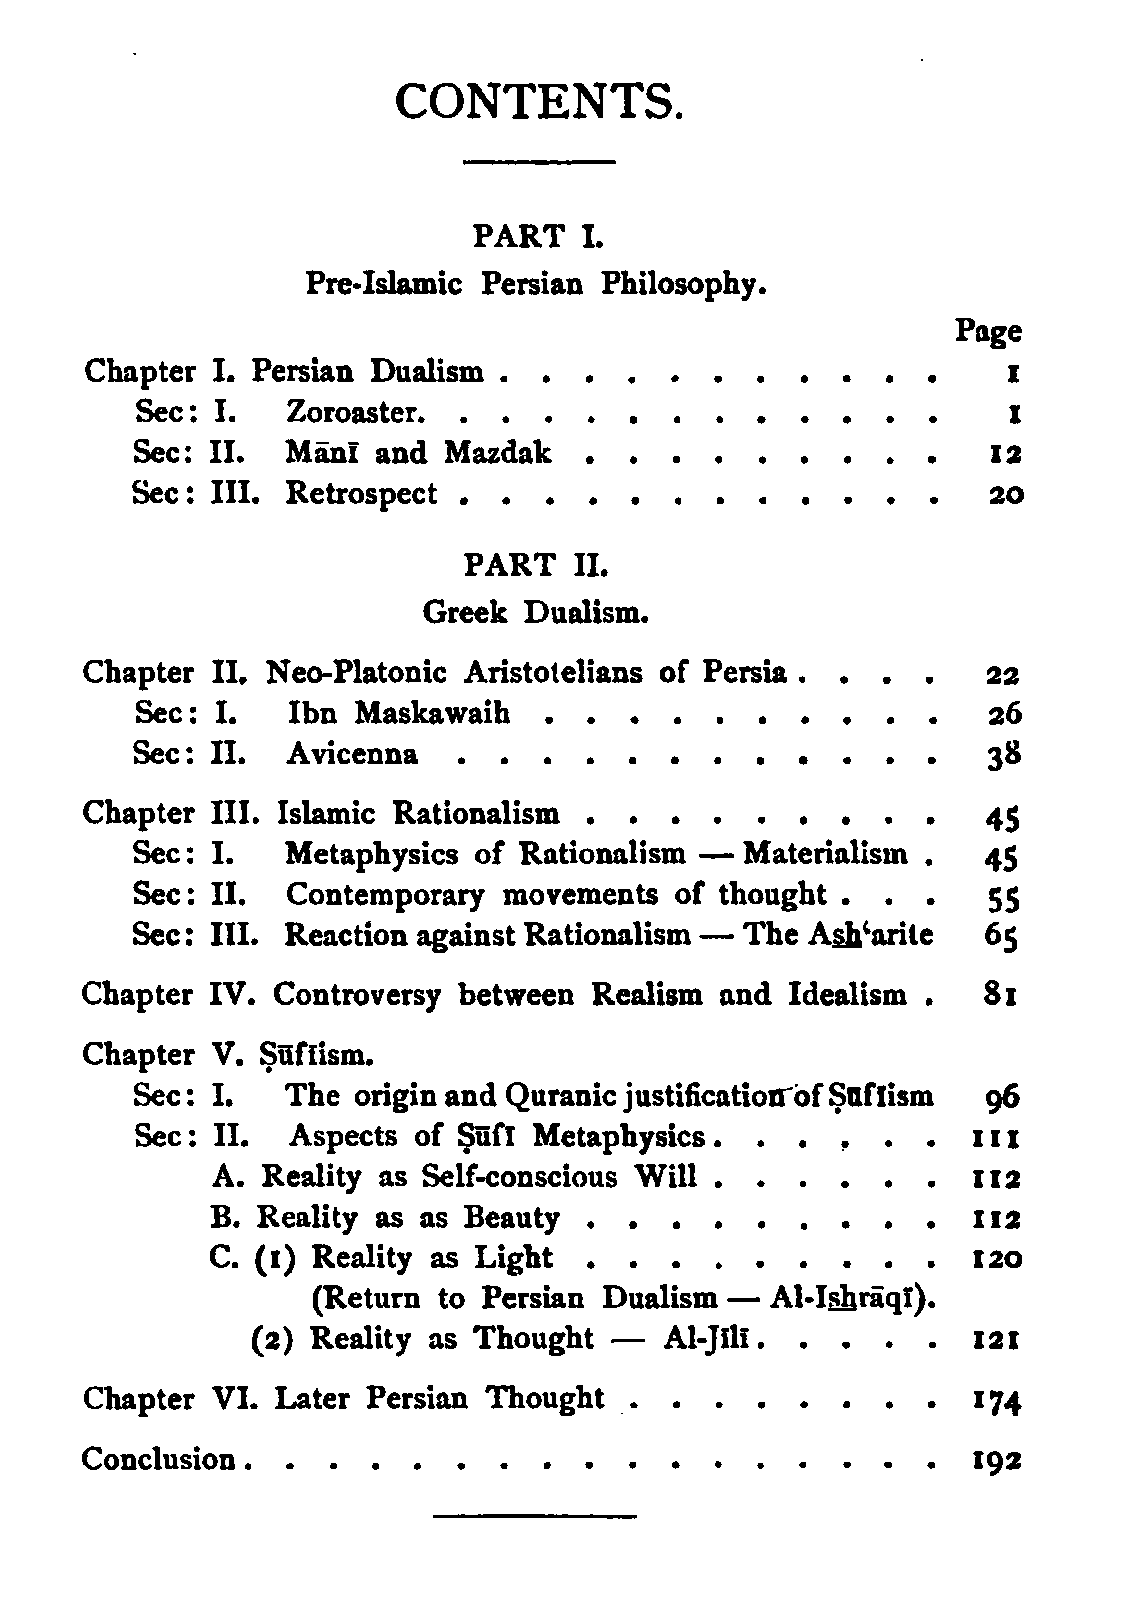 CONTENTS.
PART I.
Pre-Islamic Persian Philosophy.
Page
Chapter I. Persian Dualism . . . . . . . . . . . 1
Sec: I. Zoroaster. . . . . . . . . . . . . 1
Sec: II. Mānī and Mazdak . . . . . . . . . 12
Sec: III. Retrospect . . . . . . . . . . . . 20
PART II.
Greek Dualism.
Chapter II. Neo-Platonic Aristotelians of Persia . . . . 22
Sec: I. Ibn Maskawaih . . . . . . . . . . 26
Sec: II. Avicenna . . . . . . . . . . . . 38
Chapter III. Islamic Rationalism . . . . . . . . . 45
Sec: I. Metaphysics of Rationalism — Materialism . 45
Sec: II. Contemporary movements of thought . . . 55
Sec: III. Reaction against Rationalism — The Ash‘arite 65
Chapter IV. Controversy between Realism and Idealism . 81
Chapter V. Ṣūfīism.
Sec: I. The origin and Quranic justification of Ṣūfīism 96
Sec: II. Aspects of Ṣūfī Metaphysics . . . . . . 111
A. Reality as Self-conscious Will . . . . . . 112
B. Reality as as Beauty . . . . . . . . . 112
C. (1) Reality as Light . . . . . . . . . 120
(Return to Persian Dualism — Al-Ishrāqī).
(2) Reality as Thought — Al-Jīlī . . . . . 121
Chapter VI. Later Persian Thought . . . . . . . . 174
Conclusion . . . . . . . . . . . . . . . . . 192